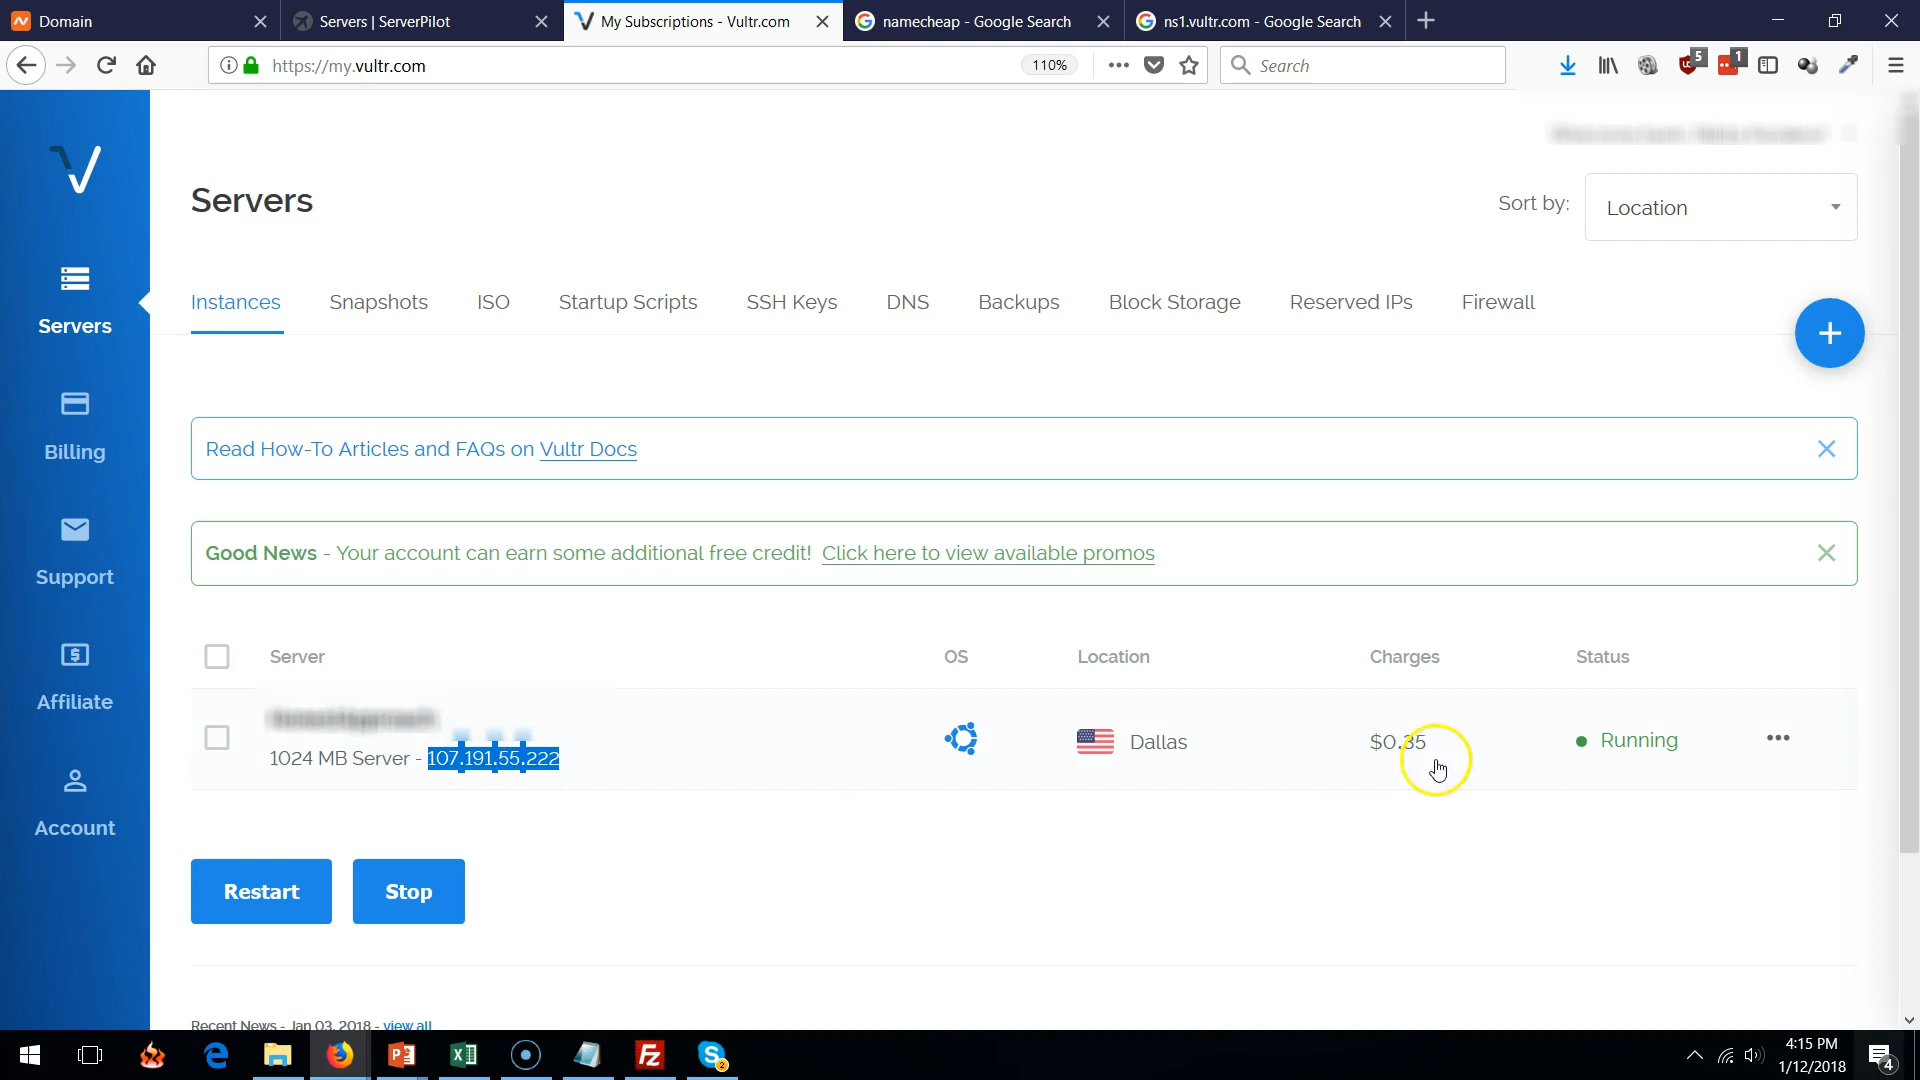 Domain
Servers | ServerPilot
My Subscriptions - Vultr.com
namecheap - Google Search
ns1.vultr.com - Google Search
https://my.vultr.com
110%
Search
5
1
Servers
Sort by:
Location
Instances
Snapshots
ISO
Startup Scripts
SSH Keys
DNS
Backups
Block Storage
Reserved IPs
Firewall
Servers
Billing
Support
Affiliate
Account
Read How-To Articles and FAQs on Vultr Docs
Good News - Your account can earn some additional free credit! Click here to view available promos
Server
OS
Location
Charges
Status
1024 MB Server - 107.191.55.222
Dallas
$0.35
Running
Restart
Stop
Recent News - Jan 03, 2018 - view all
4:15 PM
1/12/2018
2
4